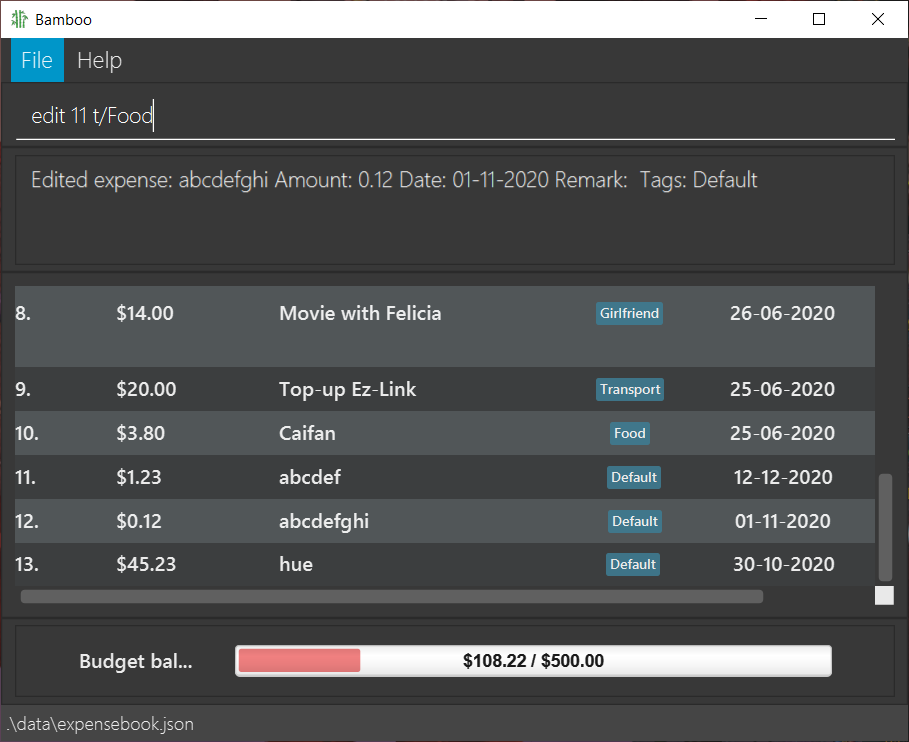 Bamboo
File Help
edit 11 t/Food
Edited expense: abcdefghi Amount: 0.12 Date: 01-11-2020 Remark:  Tags: Default
8. $14.00 Movie with Felicia Girlfriend 26-06-2020
9. $20.00 Top-up Ez-Link Transport 25-06-2020
10. $3.80 Caifan Food 25-06-2020
11. $1.23 abcdef Default 12-12-2020
12. $0.12 abcdefghi Default 01-11-2020
13. $45.23 hue Default 30-10-2020
Budget bal... $108.22 / $500.00
.\data\expensebook.json